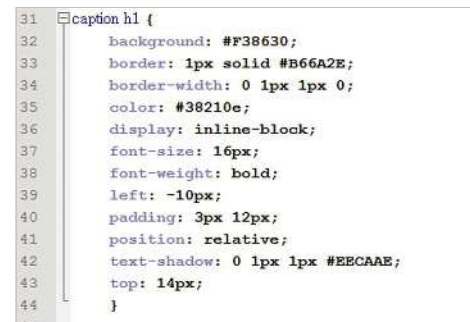 31 caption h1 {
32 background: #F38630;
33 border: 1px solid #B66A2E;
34 border-width: 0 1px 1px 0;
35 color: #38210e;
36 display: inline-block;
37 font-size: 16px;
38 font-weight: bold;
39 left: -10px;
40 padding: 3px 12px;
41 position: relative;
42 text-shadow: 0 1px 1px #EECAAE;
43 top: 14px;
44 }